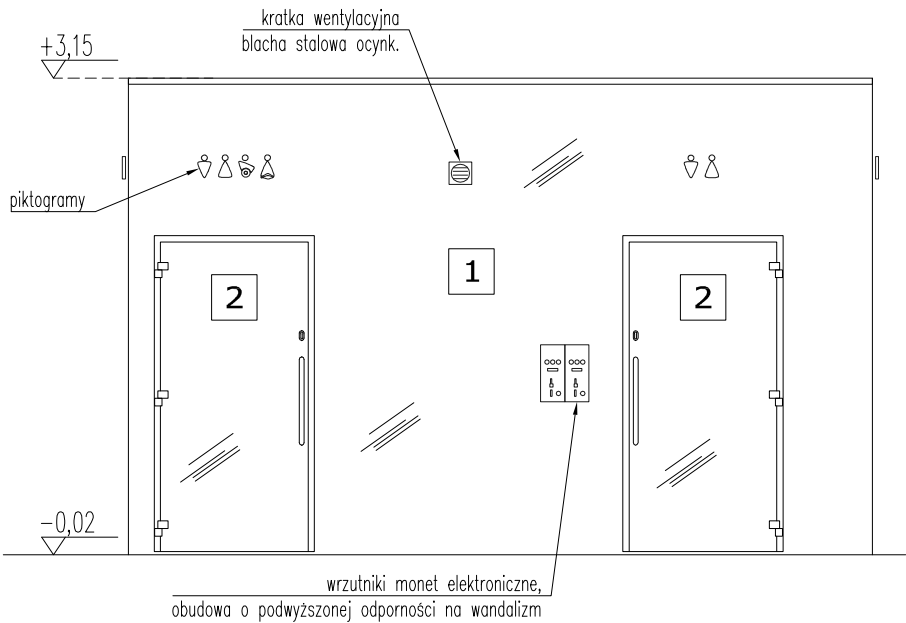 kratka wentylacyjna
blacha stalowa ocynk.
+3,15
piktogramy
1
2
2
-0,02
wrzutniki monet elektroniczne,
obudowa o podwyższonej odporności na wandalizm